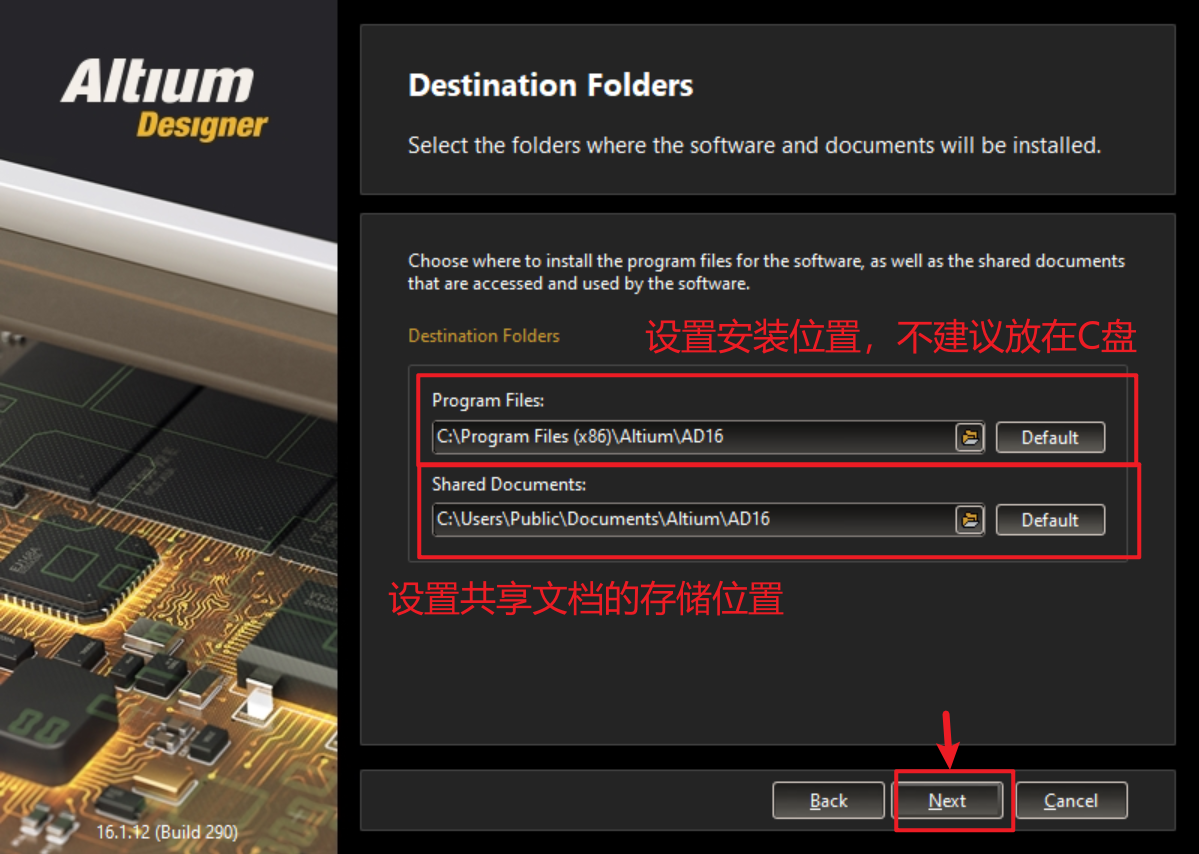 Altium
Designer
Destination Folders
Select the folders where the software and documents will be installed.
Choose where to install the program files for the software, as well as the shared documents
that are accessed and used by the software.
Destination Folders
设置安装位置，不建议放在C盘
Program Files:
C:\Program Files (x86)\Altium\AD16
Default
Shared Documents:
C:\Users\Public\Documents\Altium\AD16
Default
设置共享文档的存储位置
Back
Next
Cancel
16.1.12 (Build 290)